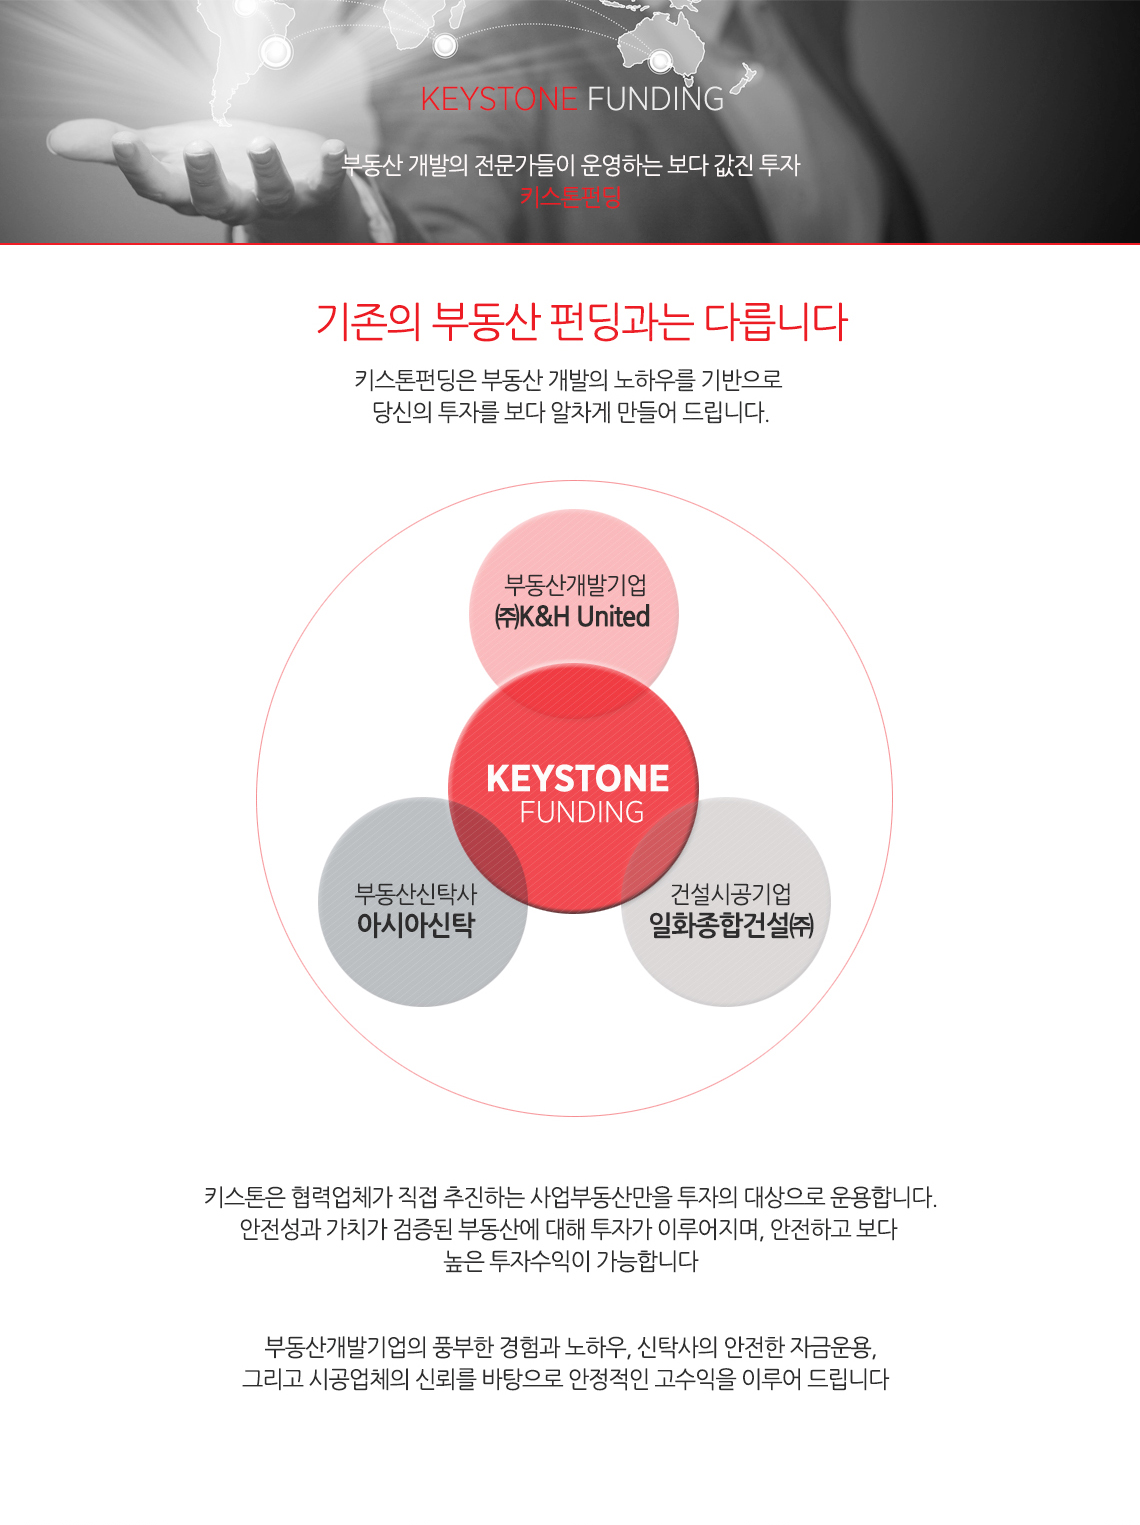 KEYSTONE FUNDING
부동산 개발의 전문가들이 운영하는 보다 값진 투자
키스톤펀딩
기존의 부동산 펀딩과는 다릅니다
키스톤펀딩은 부동산 개발의 노하우를 기반으로
당신의 투자를 보다 알차게 만들어 드립니다.
부동산개발기업
㈜K&H United
KEYSTONE
FUNDING
부동산신탁사
아시아신탁
건설시공기업
일화종합건설㈜
키스톤은 협력업체가 직접 추진하는 사업부동산만을 투자의 대상으로 운용합니다.
안전성과 가치가 검증된 부동산에 대해 투자가 이루어지며, 안전하고 보다
높은 투자수익이 가능합니다
부동산개발기업의 풍부한 경험과 노하우, 신탁사의 안전한 자금운용,
그리고 시공업체의 신뢰를 바탕으로 안정적인 고수익을 이루어 드립니다